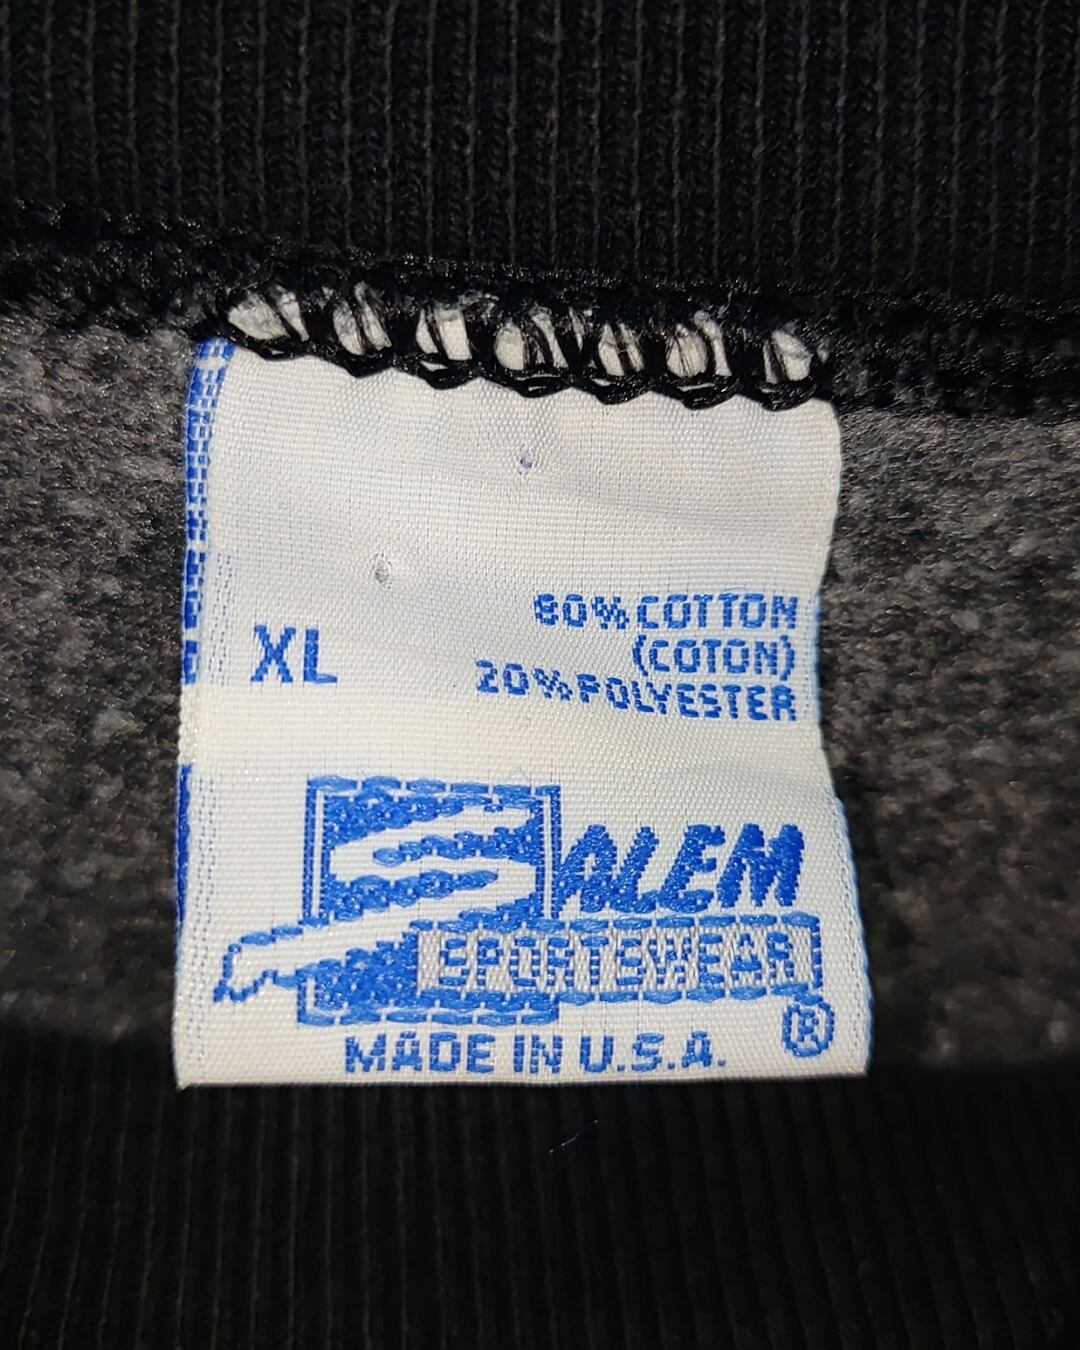 XL
80% COTTON
(COTON)
20% POLYESTER
SALEM
SPORTSWEAR
®
MADE IN U.S.A.